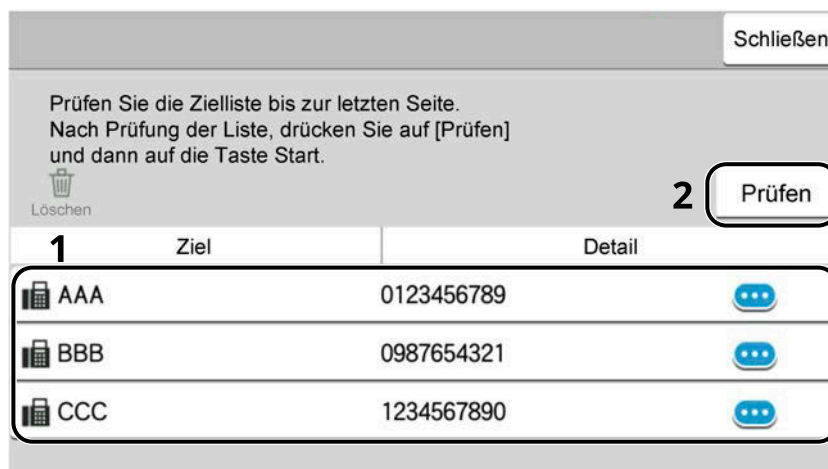 Schließen
Prüfen Sie die Zielliste bis zur letzten Seite.
Nach Prüfung der Liste, drücken Sie auf [Prüfen]
und dann auf die Taste Start.
Löschen
2 Prüfen
1 Ziel Detail
AAA 0123456789
BBB 0987654321
CCC 1234567890